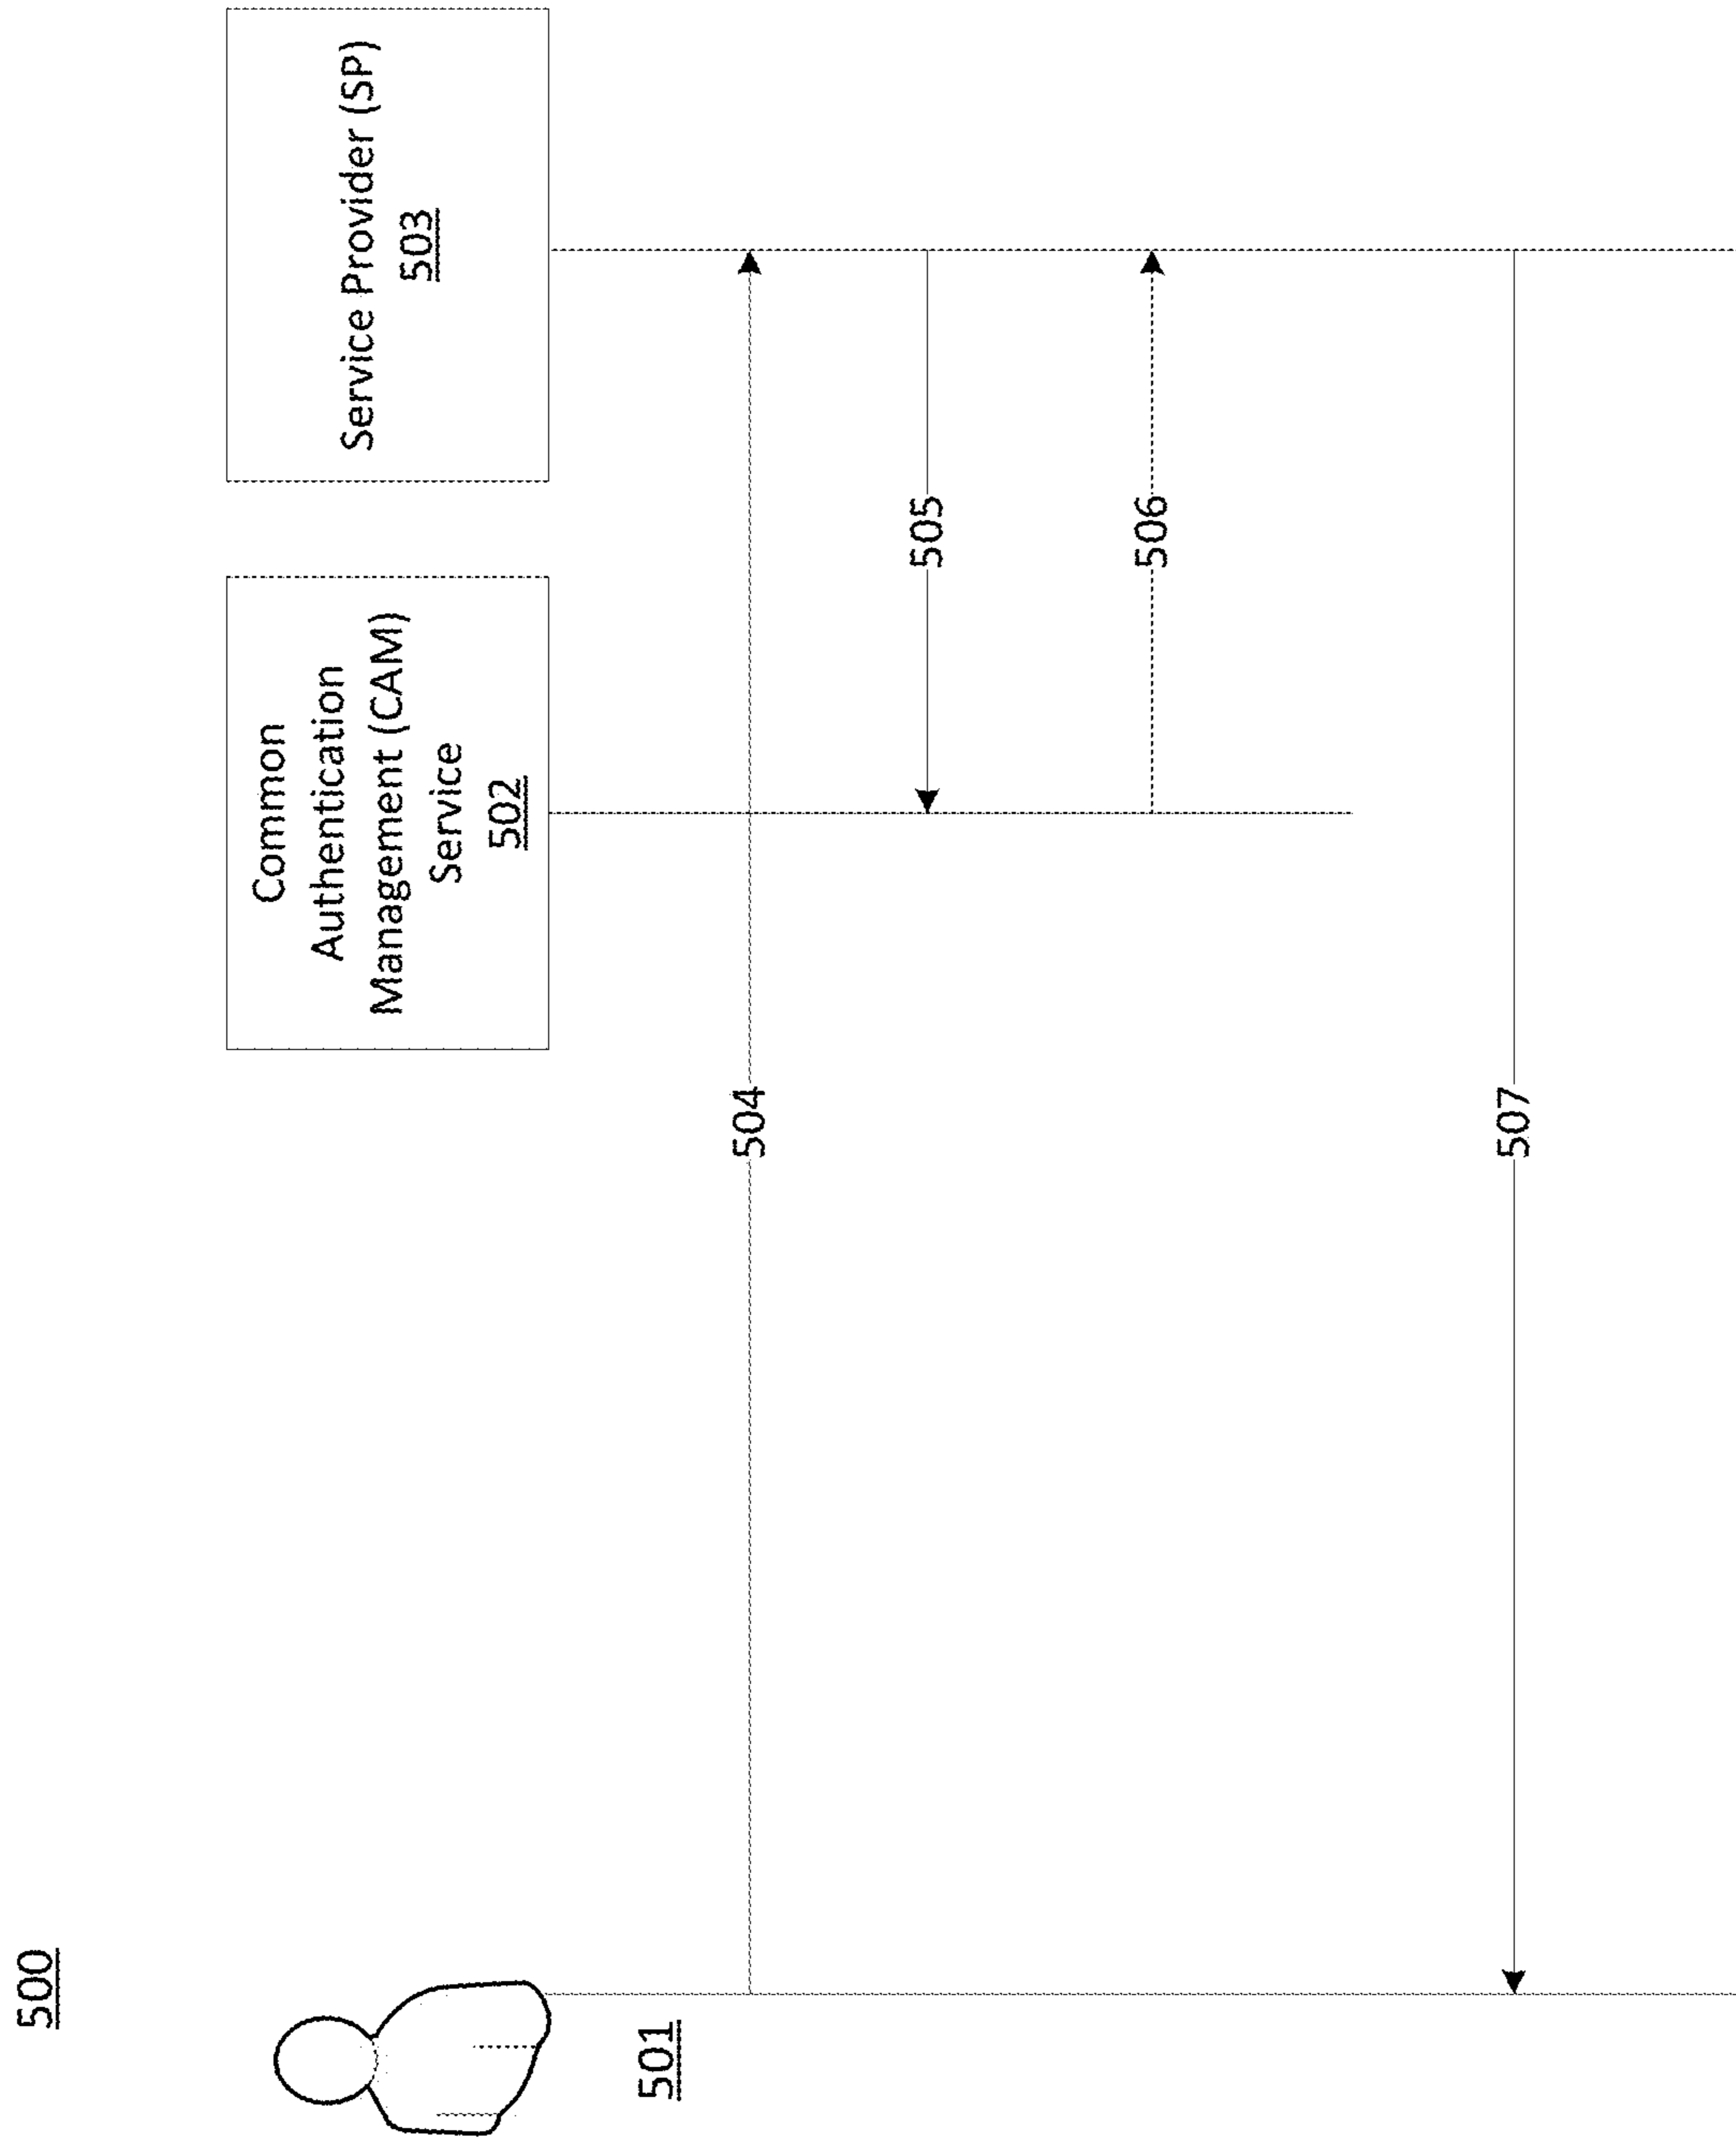 500
501
Common
Authentication
Management (CAM)
Service
502
Service Provider (SP)
503
504
505
506
507